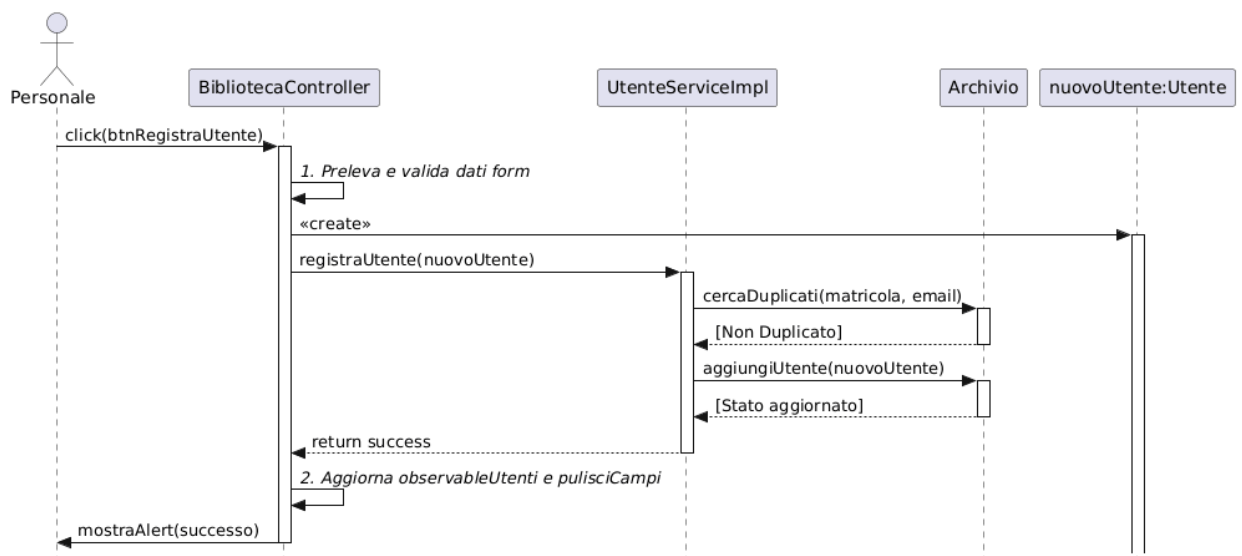 Personale
BibliotecaController
UtenteServiceImpl
Archivio
nuovoUtente:Utente
click(btnRegistraUtente)
1. Preleva e valida dati form
«create»
registraUtente(nuovoUtente)
cercaDuplicati(matricola, email)
[Non Duplicato]
aggiungiUtente(nuovoUtente)
[Stato aggiornato]
return success
2. Aggiorna observableUtenti e pulisciCampi
mostraAlert(successo)